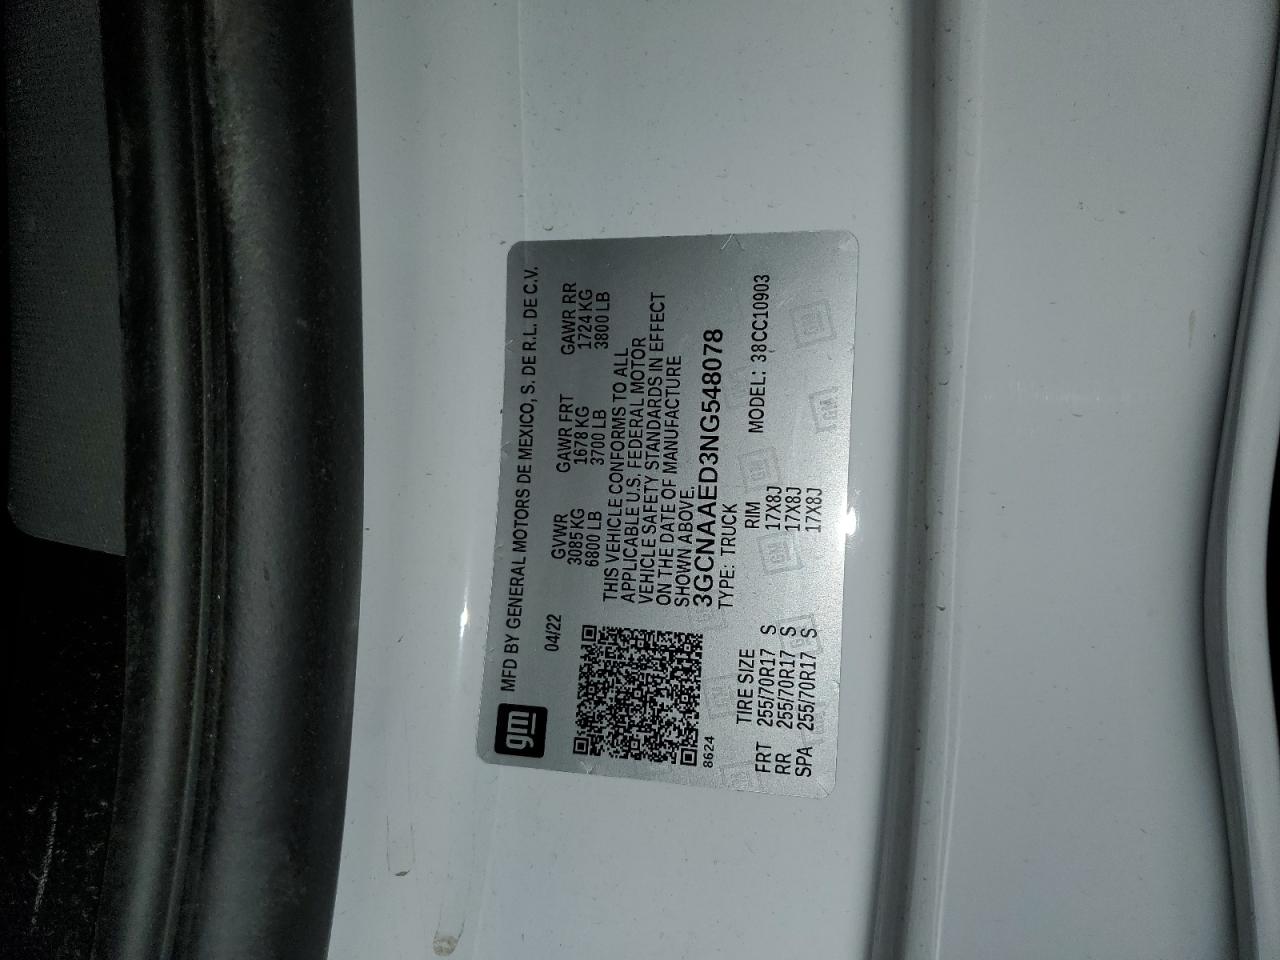 gm MFD BY GENERAL MOTORS DE MEXICO, S. DE R.L. DE C.V.
04/22 GVWR GAWR FRT GAWR RR
3085 KG 1678 KG 1724 KG
6800 LB 3700 LB 3800 LB
THIS VEHICLE CONFORMS TO ALL
APPLICABLE U.S. FEDERAL MOTOR
VEHICLE SAFETY STANDARDS IN EFFECT
ON THE DATE OF MANUFACTURE
SHOWN ABOVE.
3GCNAAED3NG548078
8624 TYPE: TRUCK
TIRE SIZE RIM MODEL: 38CC10903
FRT 255/70R17 S 17X8J
RR 255/70R17 S 17X8J
SPA 255/70R17 S 17X8J